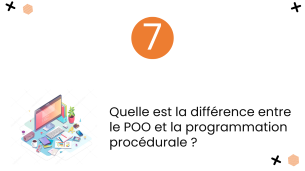 7
Quelle est la différence entre
le POO et la programmation
procédurale ?